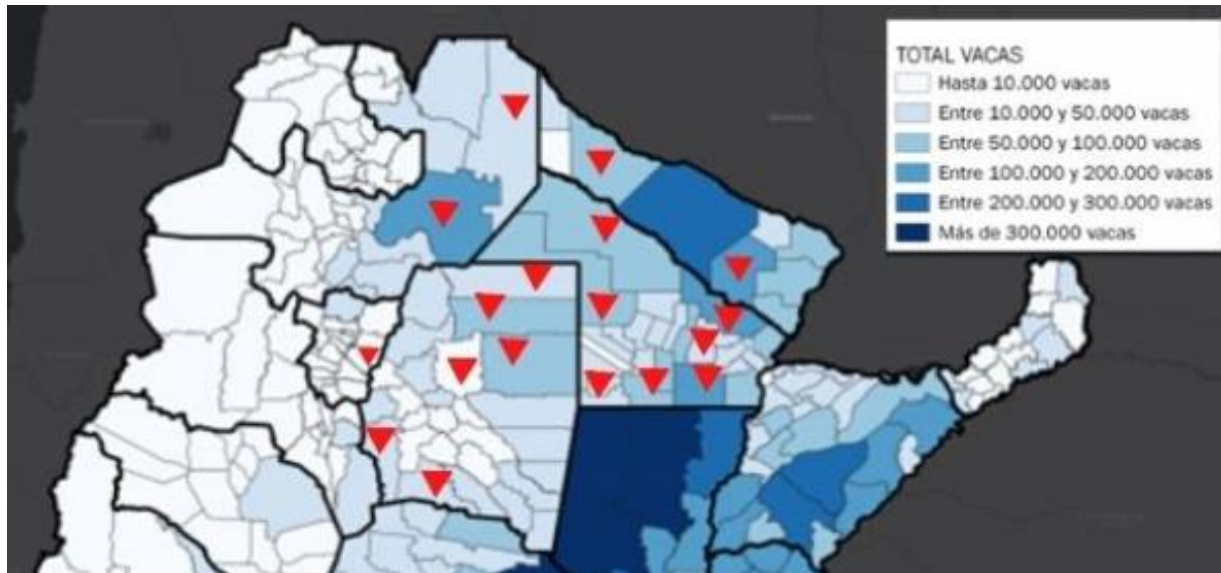 TOTAL VACAS
Hasta 10.000 vacas
Entre 10.000 y 50.000 vacas
Entre 50.000 y 100.000 vacas
Entre 100.000 y 200.000 vacas
Entre 200.000 y 300.000 vacas
Más de 300.000 vacas